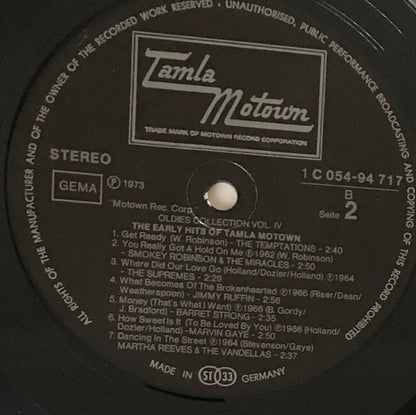 ALL RIGHTS OF THE MANUFACTURER AND OF THE OWNER OF THE RECORDED WORK RESERVED · UNAUTHORISED, PUBLIC PERFORMANCE BROADCASTING AND COPYING OF THIS RECORD PROHIBITED
Tamla
Motown
TRADE MARK OF MOTOWN RECORD CORPORATION
STEREO
GEMA
℗ 1973
1 C 054-94 717
B
Seite 2
"Motown Rec. Corp.
OLDIES COLLECTION VOL. IV
THE EARLY HITS OF TAMLA MOTOWN
1. Get Ready (W. Robinson) - THE TEMPTATIONS - 2:40
2. You Really Got A Hold On Me ℗ 1962 (W. Robinson)
- SMOKEY ROBINSON & THE MIRACLES - 2:50
3. Where Did Our Love Go (Holland/Dozier/Holland) ℗1964
- THE SUPREMES - 2:29
4. What Becomes Of The Brokenhearted ℗1966 (Riser/Dean/
Weatherspoon) - JIMMY RUFFIN - 2:56
5. Money (That's What I Want) ℗1968 (B. Gordy/
J. Bradford) - BARRET STRONG - 2:35
6. How Sweet Is It (To Be Loved By You) ℗1966 (Holland/
Dozier/Holland) -MARVIN GAYE - 2:50
7. Dancing In The Street ℗1964 (Stevenson/Gaye)
MARTHA REEVES & THE VANDELLAS - 2:37
MADE IN ST 33 GERMANY